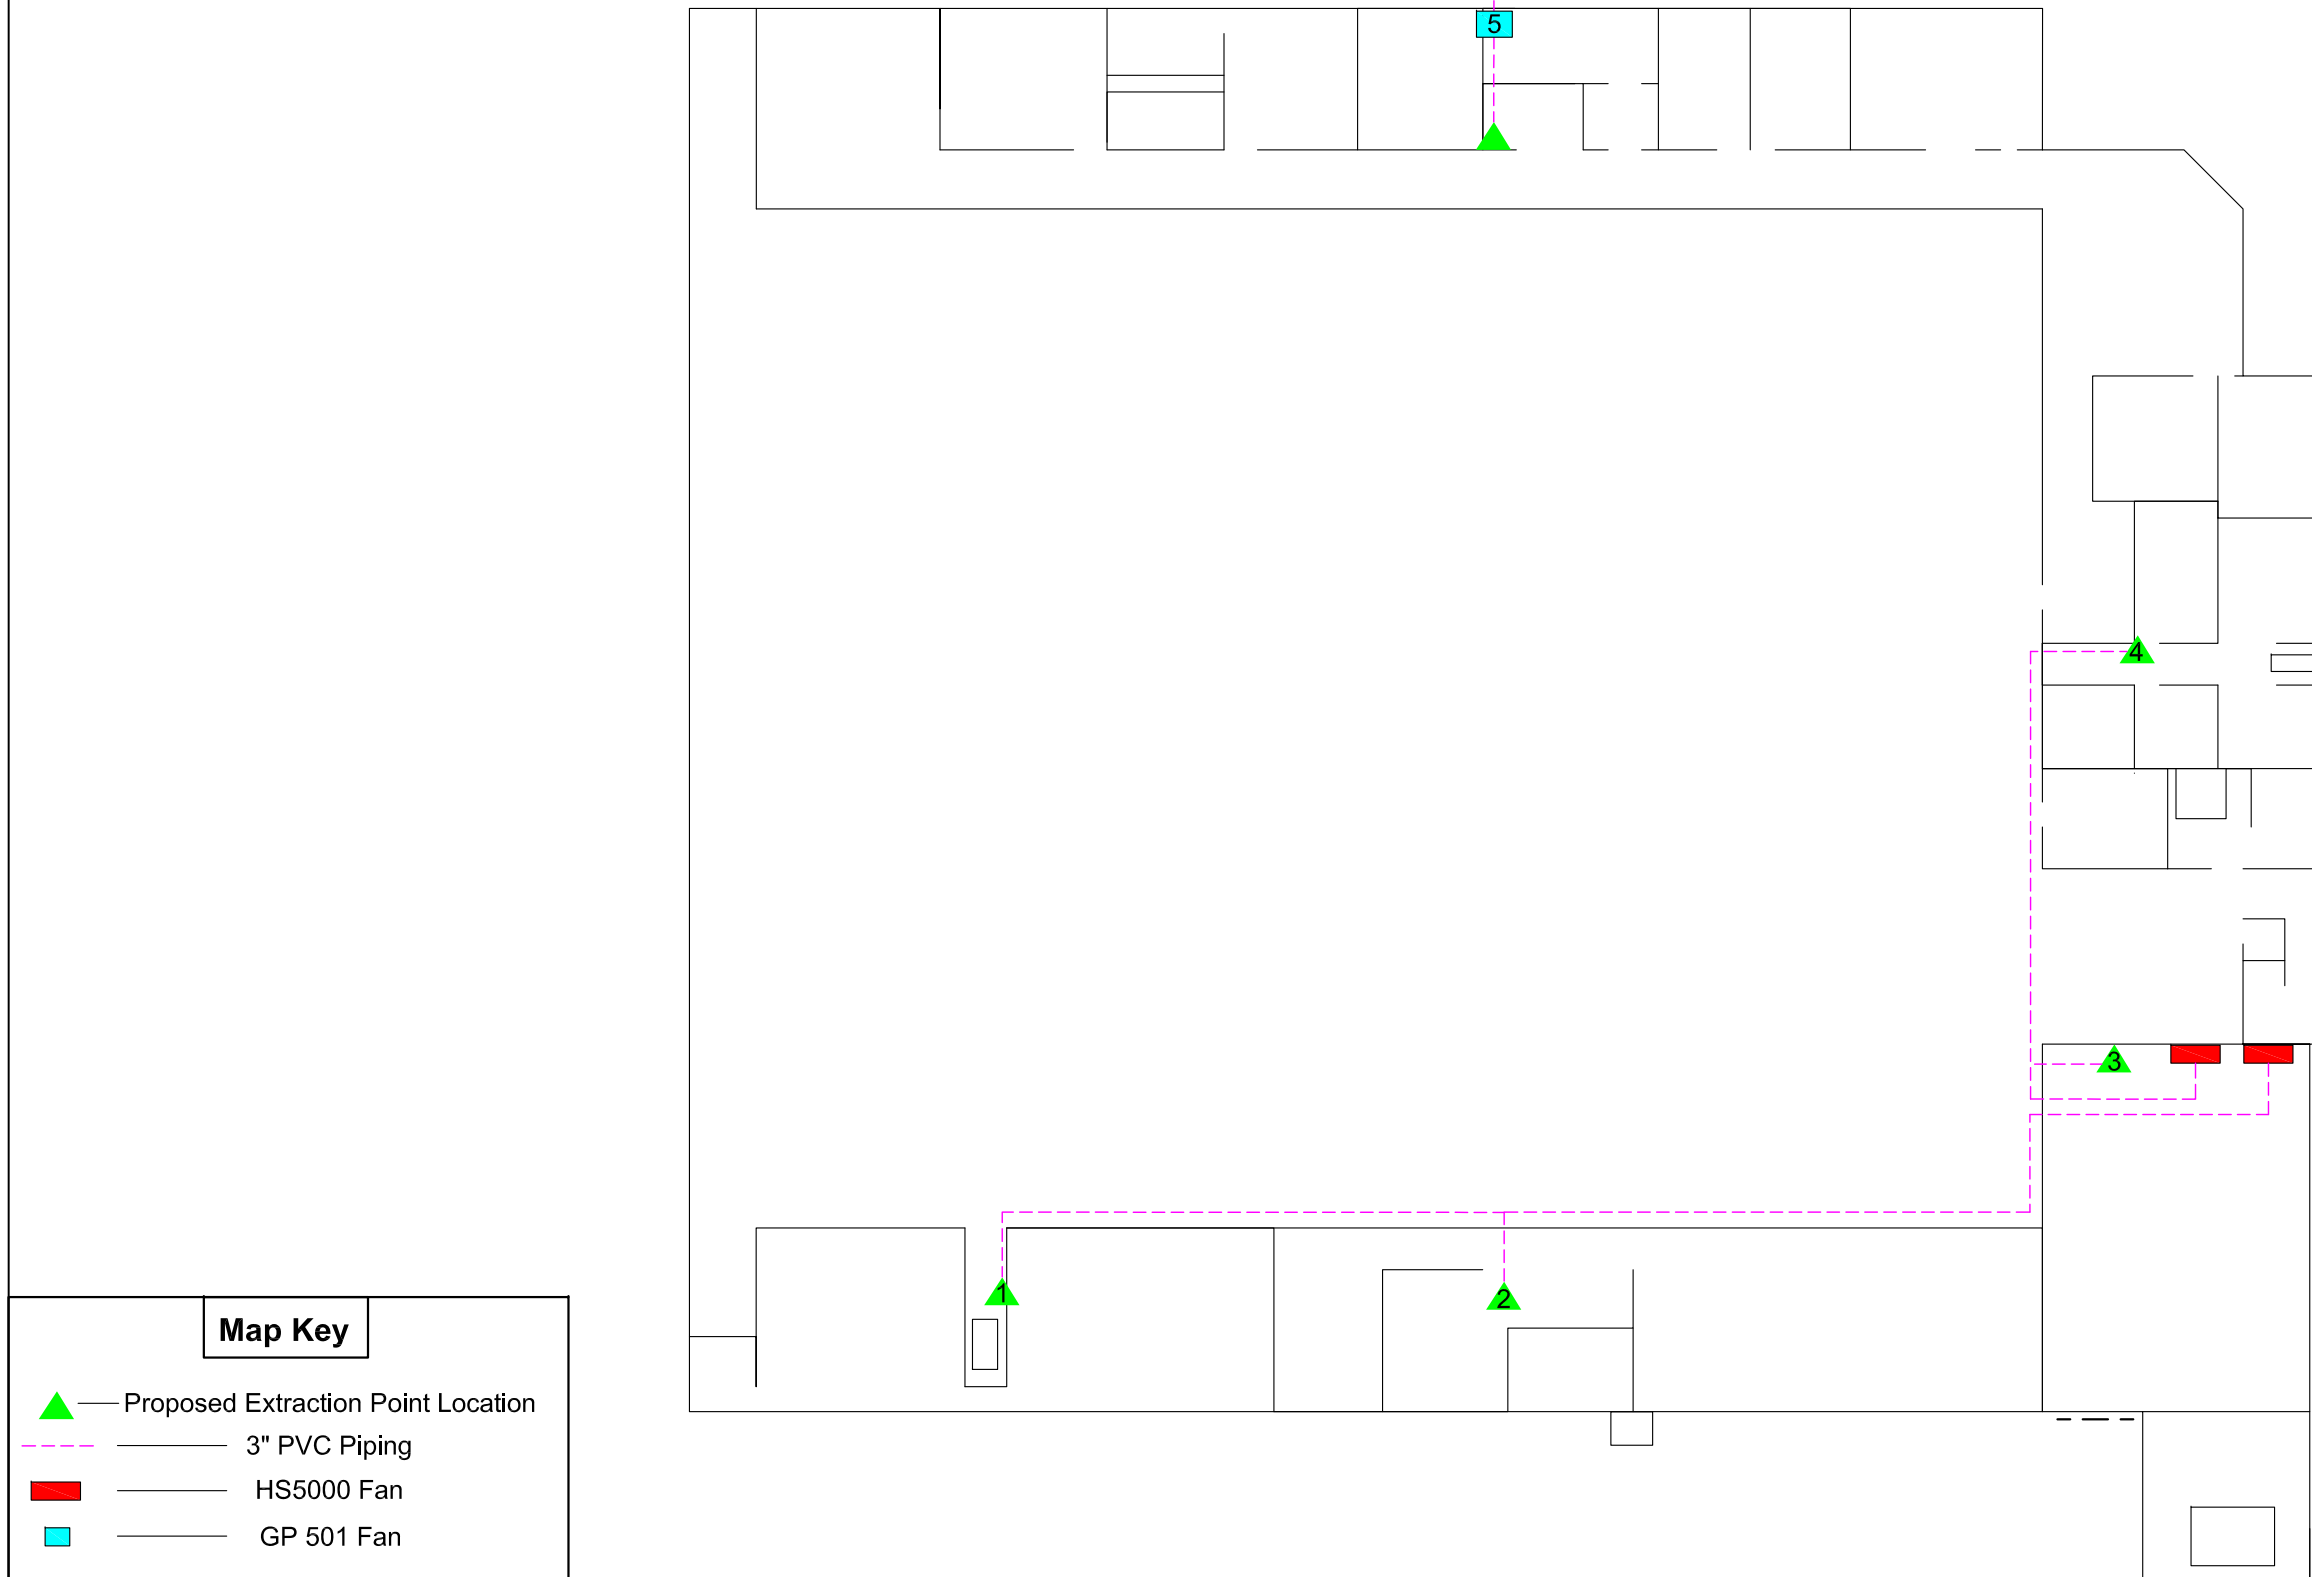 5
4
3
1
2
Map Key
Proposed Extraction Point Location
3" PVC Piping
HS5000 Fan
GP 501 Fan